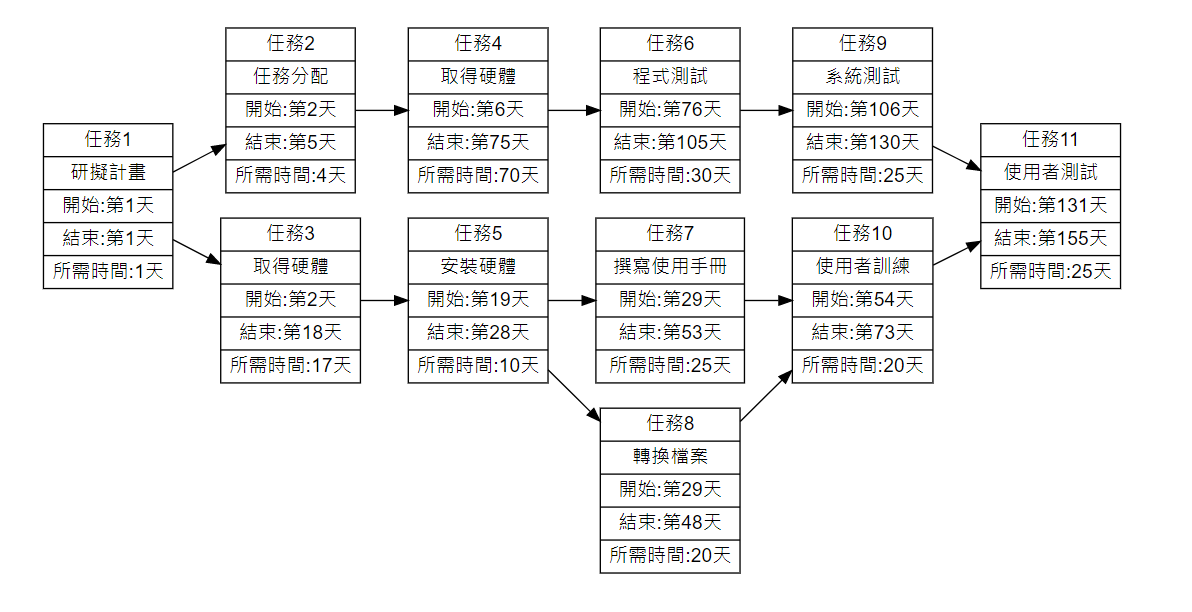 任務1
研擬計畫
開始:第1天
結束:第1天
所需時間:1天
任務2
任務分配
開始:第2天
結束:第5天
所需時間:4天
任務3
取得硬體
開始:第2天
結束:第18天
所需時間:17天
任務4
取得硬體
開始:第6天
結束:第75天
所需時間:70天
任務5
安裝硬體
開始:第19天
結束:第28天
所需時間:10天
任務6
程式測試
開始:第76天
結束:第105天
所需時間:30天
任務7
撰寫使用手冊
開始:第29天
結束:第53天
所需時間:25天
任務8
轉換檔案
開始:第29天
結束:第48天
所需時間:20天
任務9
系統測試
開始:第106天
結束:第130天
所需時間:25天
任務10
使用者訓練
開始:第54天
結束:第73天
所需時間:20天
任務11
使用者測試
開始:第131天
結束:第155天
所需時間:25天